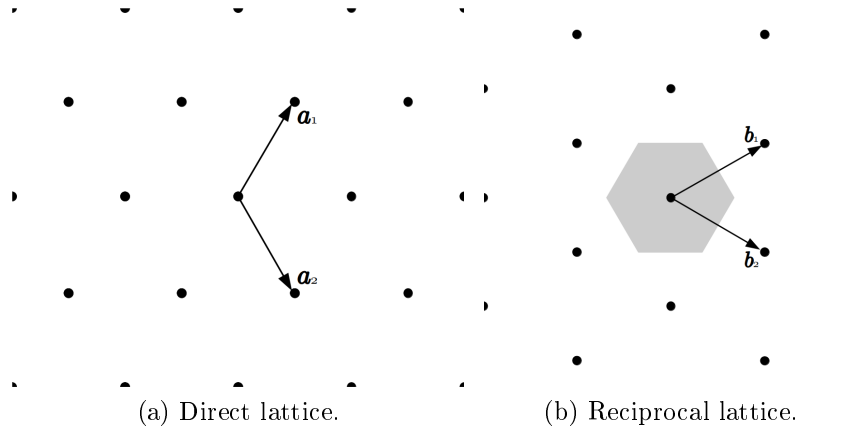 a₁
a₂
(a) Direct lattice.
b₁
b₂
(b) Reciprocal lattice.